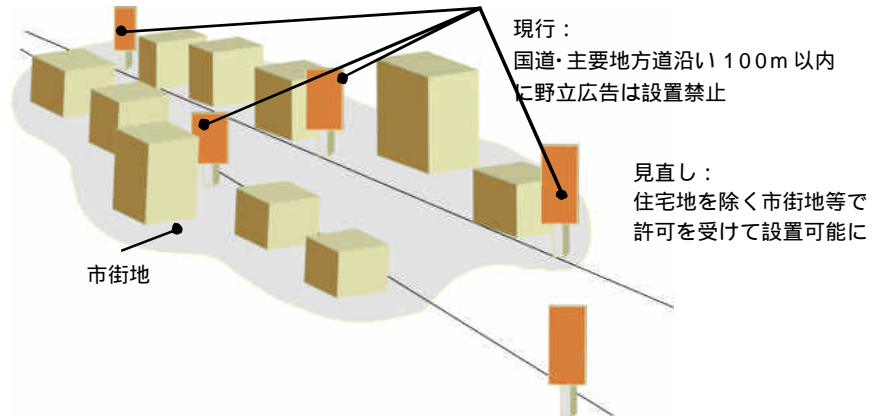 現行：
国道・主要地方道沿い１００ｍ以内
に野立広告は設置禁止
見直し：
住宅地を除く市街地等で
許可を受けて設置可能に
市街地